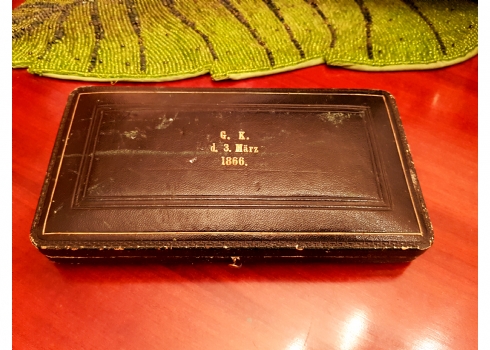 G. K.
d. 3. März
1866.